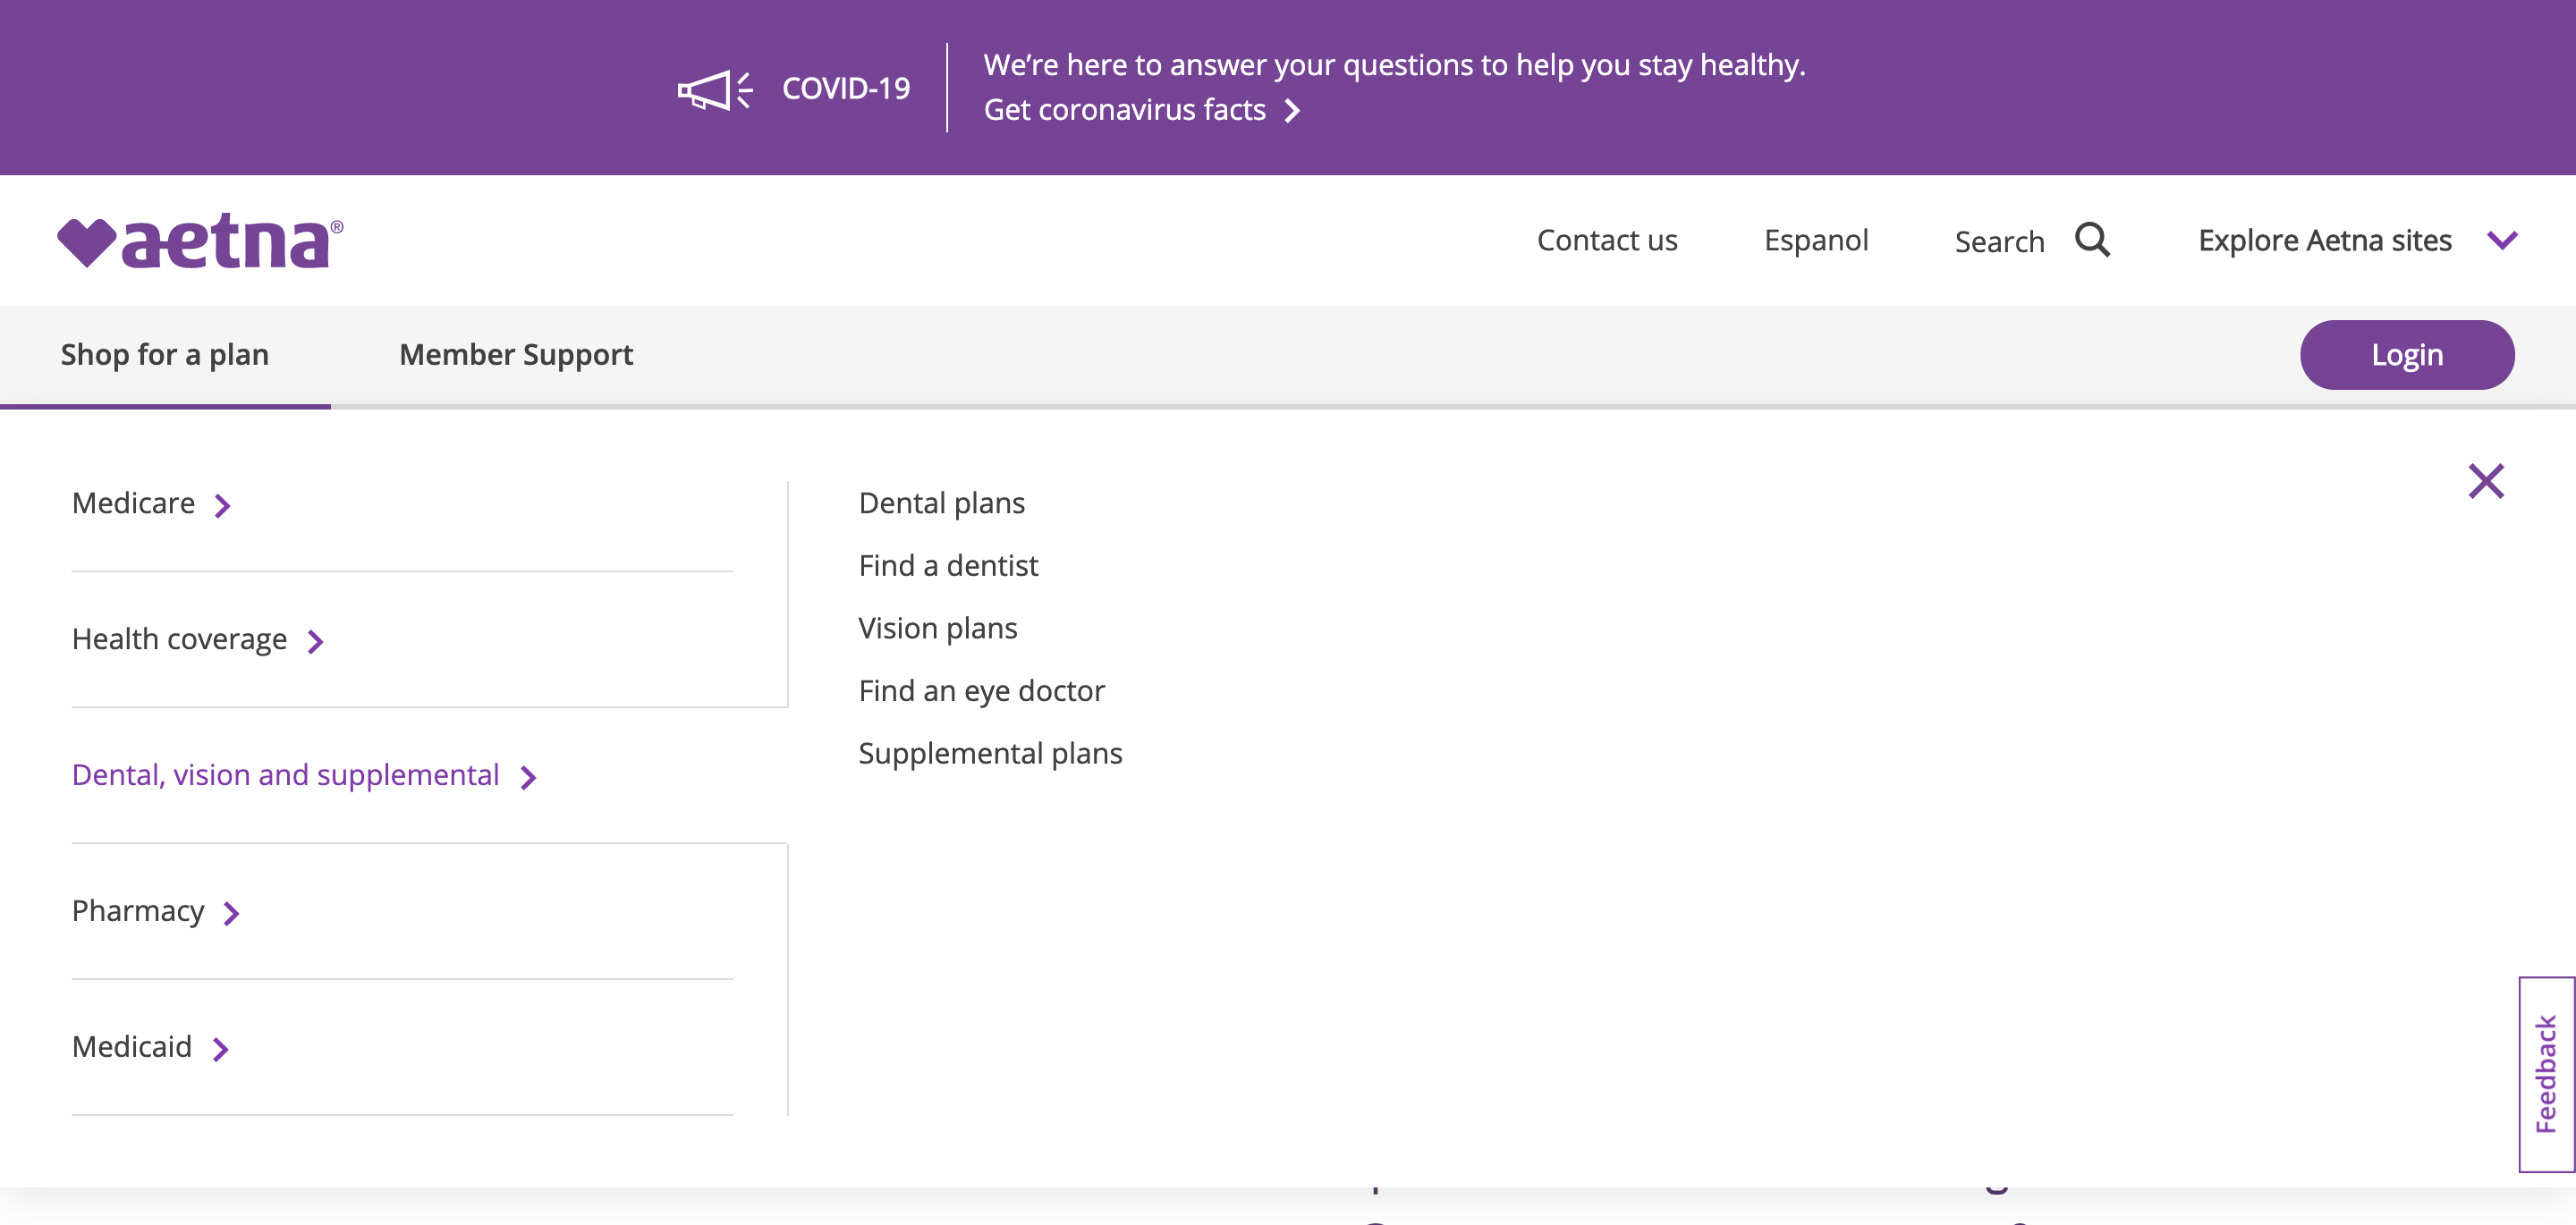 COVID-19
We’re here to answer your questions to help you stay healthy.
Get coronavirus facts
aetna®
Contact us
Espanol
Search
Explore Aetna sites
Shop for a plan
Member Support
Login
Medicare
Health coverage
Dental, vision and supplemental
Pharmacy
Medicaid
Dental plans
Find a dentist
Vision plans
Find an eye doctor
Supplemental plans
Feedback